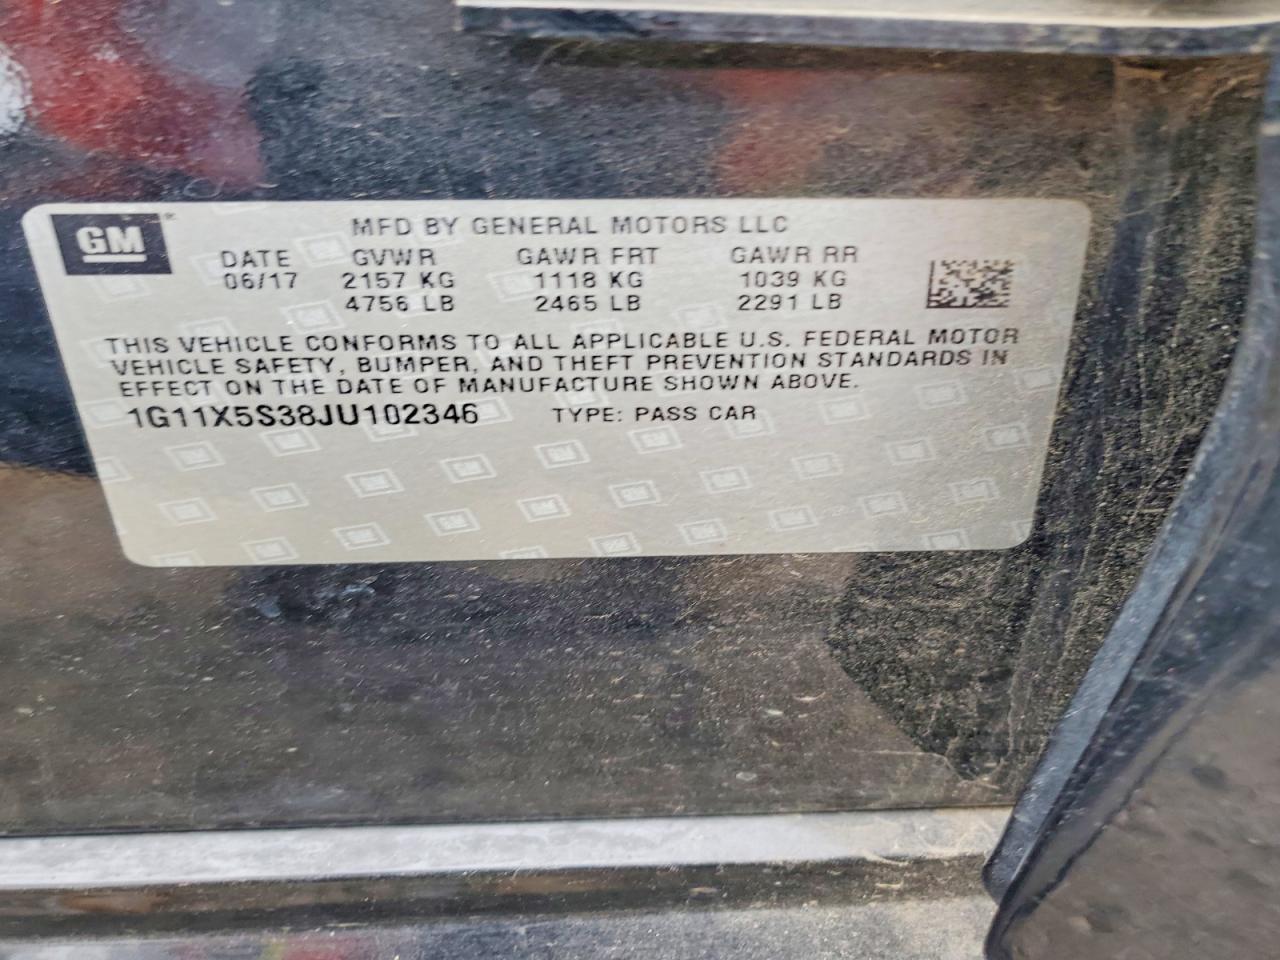 GM
MFD BY GENERAL MOTORS LLC
DATE GVWR GAWR FRT GAWR RR
06/17 2157 KG 1118 KG 1039 KG
4756 LB 2465 LB 2291 LB
THIS VEHICLE CONFORMS TO ALL APPLICABLE U.S. FEDERAL MOTOR
VEHICLE SAFETY, BUMPER, AND THEFT PREVENTION STANDARDS IN
EFFECT ON THE DATE OF MANUFACTURE SHOWN ABOVE.
1G11X5S38JU102346 TYPE: PASS CAR